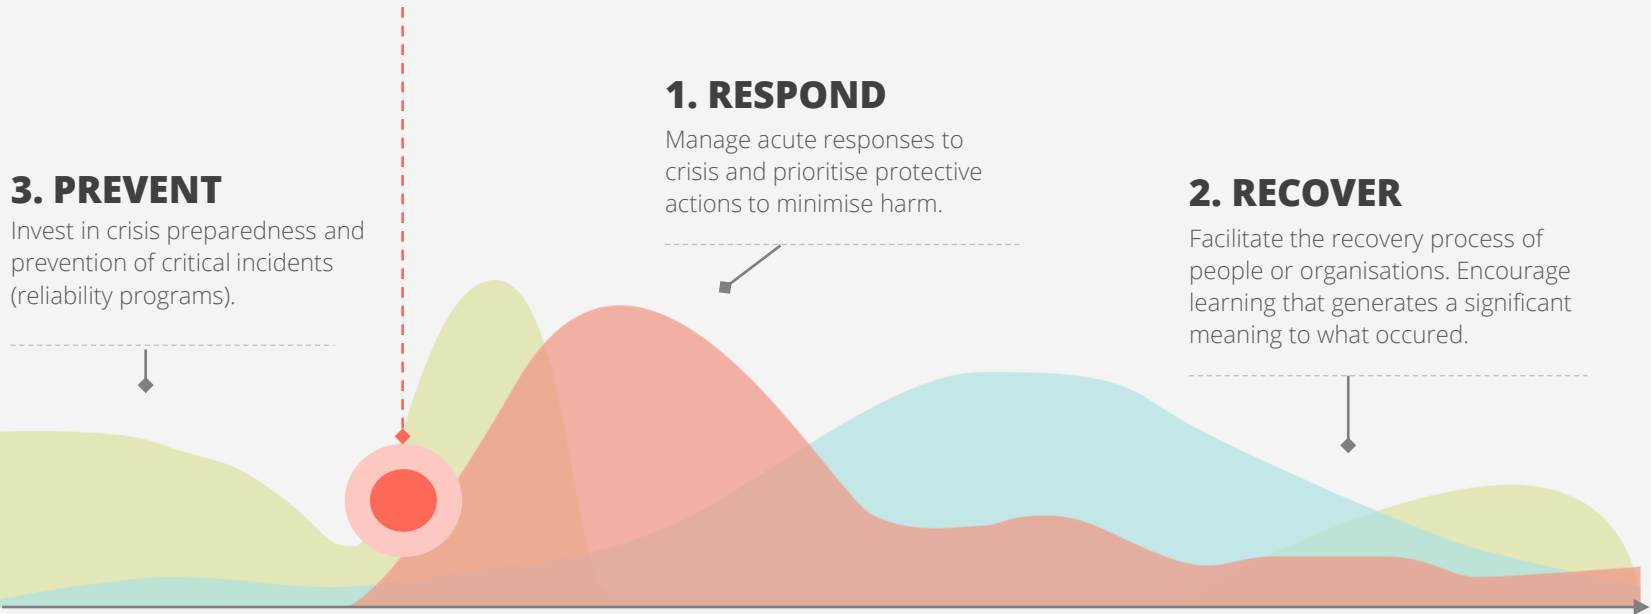 3. PREVENT
Invest in crisis preparedness and
prevention of critical incidents
(reliability programs).
1. RESPOND
Manage acute responses to
crisis and prioritise protective
actions to minimise harm.
2. RECOVER
Facilitate the recovery process of
people or organisations. Encourage
learning that generates a significant
meaning to what occured.